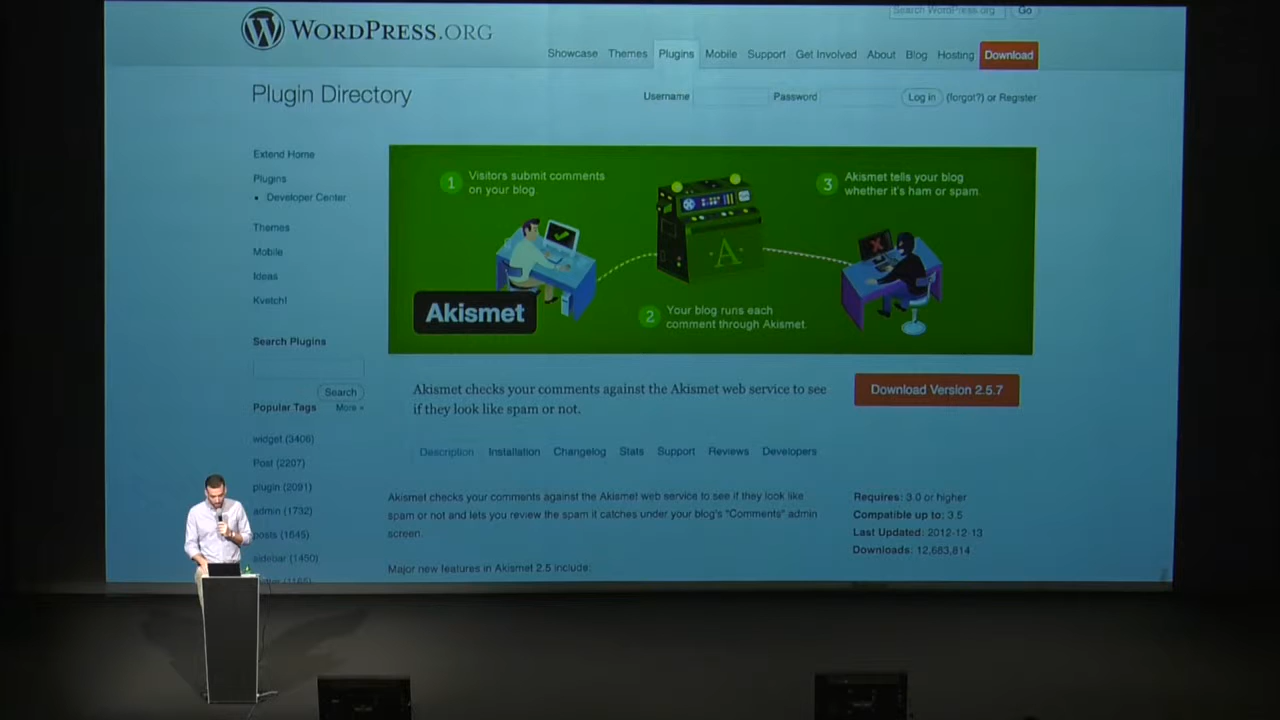 Search WordPress.org Go
WORDPRESS.ORG
Showcase Themes Plugins Mobile Support Get Involved About Blog Hosting Download
Plugin Directory
Username Password Log in (forgot?) or Register
Extend Home
Plugins
• Developer Center
Themes
Mobile
Ideas
Kvetch!
Search Plugins
Search
Popular Tags More »
widget (3406)
Post (2207)
plugin (2091)
admin (1732)
posts (1645)
sidebar (1450)
1 Visitors submit comments
on your blog.
A
2 Your blog runs each
comment through Akismet.
3 Akismet tells your blog
whether it's ham or spam.
Akismet
Akismet checks your comments against the Akismet web service to see
if they look like spam or not.
Download Version 2.5.7
Description Installation Changelog Stats Support Reviews Developers
Akismet checks your comments against the Akismet web service to see if they look like
spam or not and lets you review the spam it catches under your blog's "Comments" admin
screen.
Major new features in Akismet 2.5 include:
Requires: 3.0 or higher
Compatible up to: 3.5
Last Updated: 2012-12-13
Downloads: 12,683,814